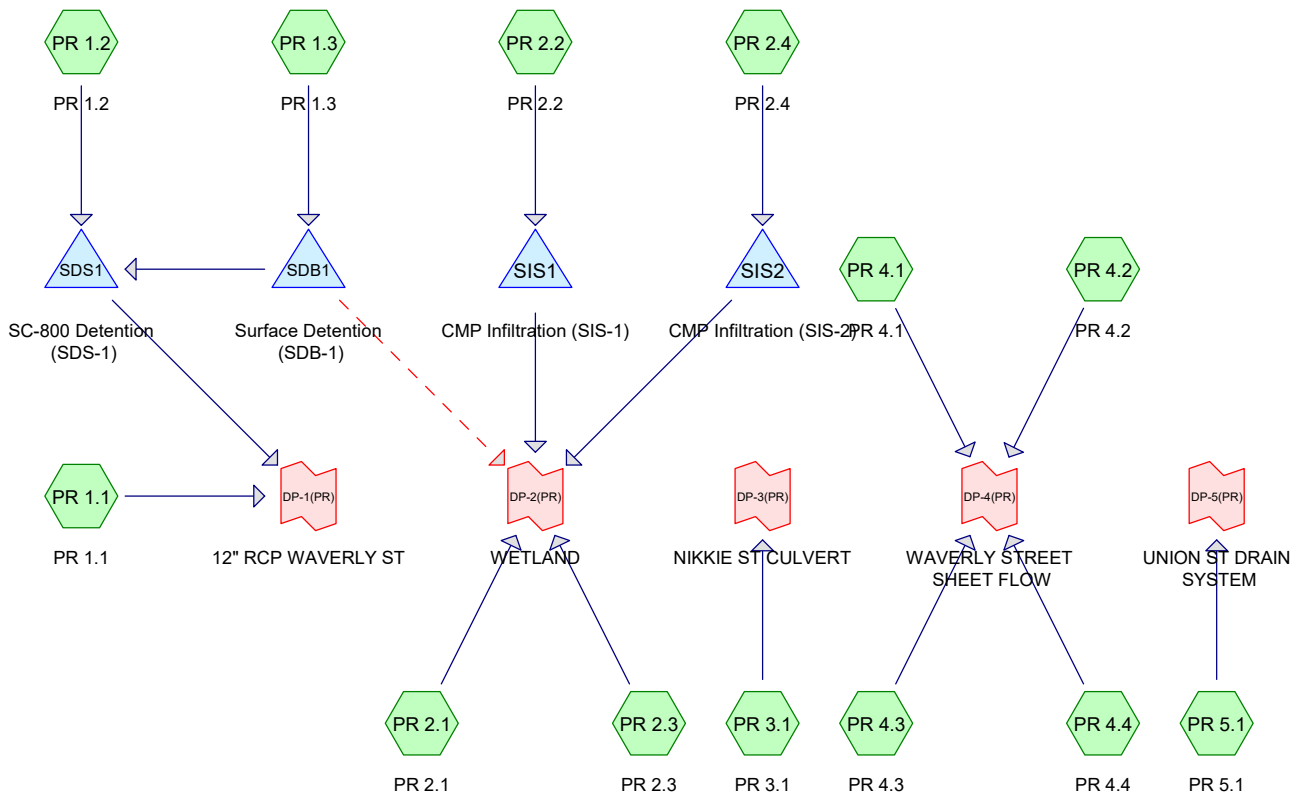 PR 1.2
PR 1.3
PR 2.2
PR 2.4
PR 1.2
PR 1.3
PR 2.2
PR 2.4
SDS1
SDB1
SIS1
SIS2
PR 4.1
PR 4.2
SC-800 Detention
(SDS-1)
Surface Detention
(SDB-1)
CMP Infiltration (SIS-1)
CMP Infiltration (SIS-2)
PR 4.1
PR 4.2
PR 1.1
DP-1(PR)
DP-2(PR)
DP-3(PR)
DP-4(PR)
DP-5(PR)
PR 1.1
12" RCP WAVERLY ST
WETLAND
NIKKIE ST CULVERT
WAVERLY STREET
SHEET FLOW
UNION ST DRAIN
SYSTEM
PR 2.1
PR 2.3
PR 3.1
PR 4.3
PR 4.4
PR 5.1
PR 2.1
PR 2.3
PR 3.1
PR 4.3
PR 4.4
PR 5.1